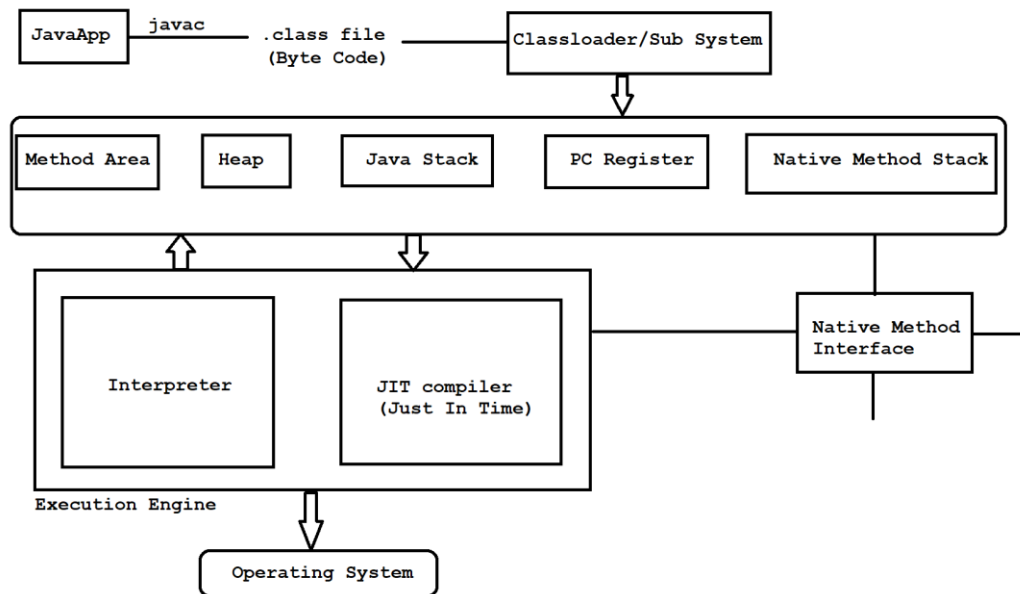 JavaApp
javac
.class file
(Byte Code)
Classloader/Sub System
Method Area
Heap
Java Stack
PC Register
Native Method Stack
Interpreter
JIT compiler
(Just In Time)
Native Method
Interface
Execution Engine
Operating System